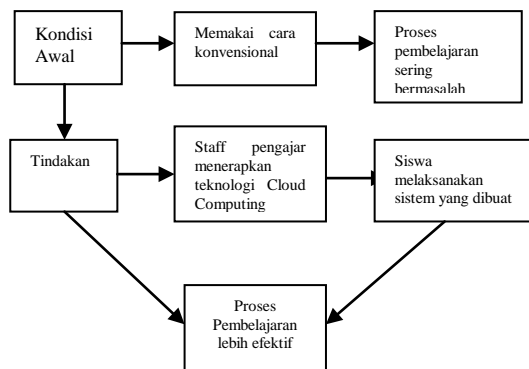 Kondisi
Awal
Memakai cara
konvensional
Proses
pembelajaran
sering
bermasalah
Tindakan
Staff pengajar
menerapkan
teknologi Cloud
Computing
Siswa
melaksanakan
sistem yang dibuat
Proses
Pembelajaran
lebih efektif